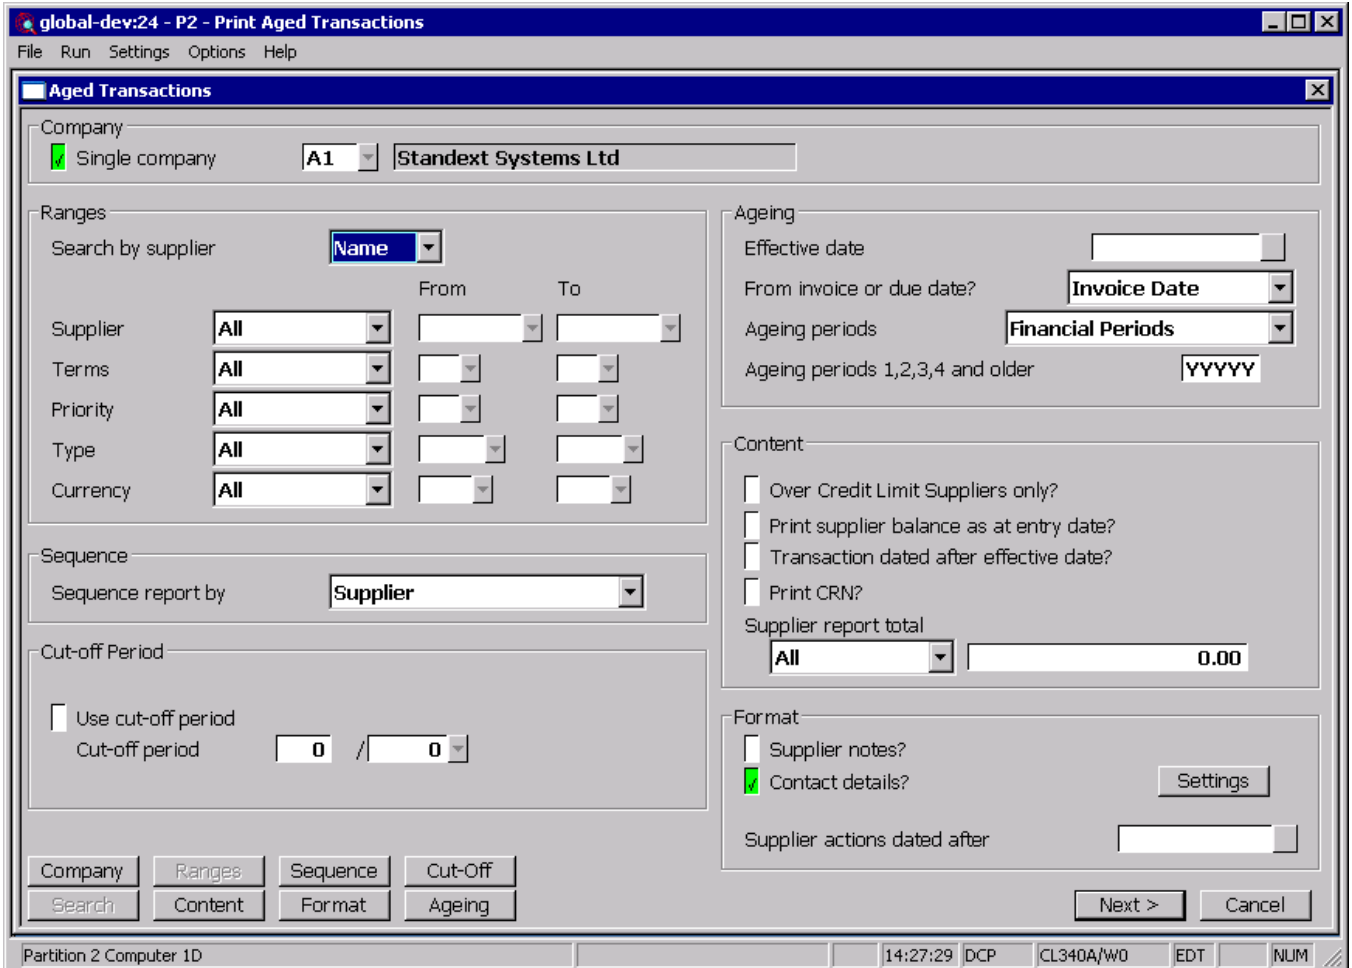 global-dev:24 - P2 - Print Aged Transactions
File Run Settings Options Help
Aged Transactions
Company
Single company A1 Standext Systems Ltd
Ranges
Search by supplier Name
From To
Supplier All
Terms All
Priority All
Type All
Currency All
Sequence
Sequence report by Supplier
Cut-off Period
Use cut-off period
Cut-off period 0 / 0
Ageing
Effective date
From invoice or due date? Invoice Date
Ageing periods Financial Periods
Ageing periods 1,2,3,4 and older YYYYY
Content
Over Credit Limit Suppliers only?
Print supplier balance as at entry date?
Transaction dated after effective date?
Print CRN?
Supplier report total
All 0.00
Format
Supplier notes?
Contact details? Settings
Supplier actions dated after
Company Ranges Sequence Cut-Off
Search Content Format Ageing
Next > Cancel
Partition 2 Computer 1D 14:27:29 DCP CL340A/W0 EDT NUM